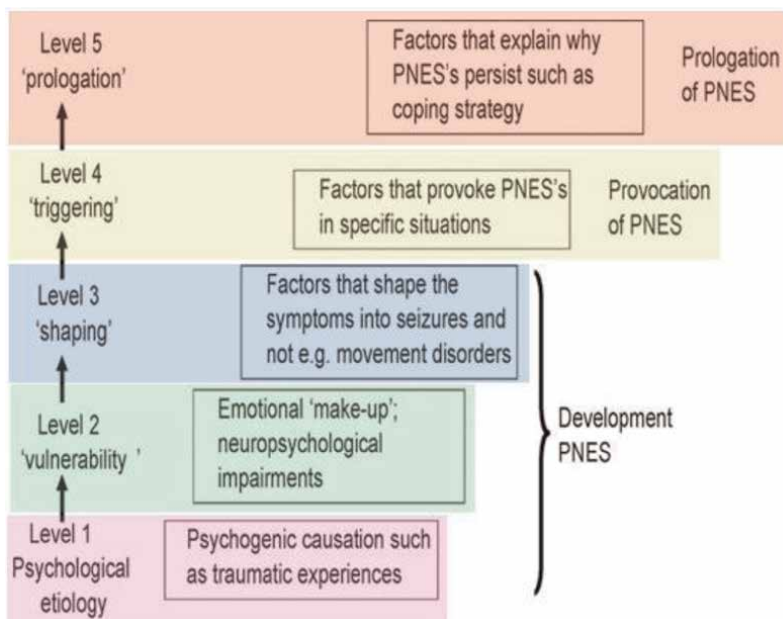 Level 5
‘prologation’
Factors that explain why
PNES’s persist such as
coping strategy
Prologation
of PNES
Level 4
‘triggering’
Factors that provoke PNES’s
in specific situations
Provocation
of PNES
Level 3
‘shaping’
Factors that shape the
symptoms into seizures and
not e.g. movement disorders
Level 2
‘vulnerability ’
Emotional ‘make-up’;
neuropsychological
impairments
Development
PNES
Level 1
Psychological
etiology
Psychogenic causation such
as traumatic experiences